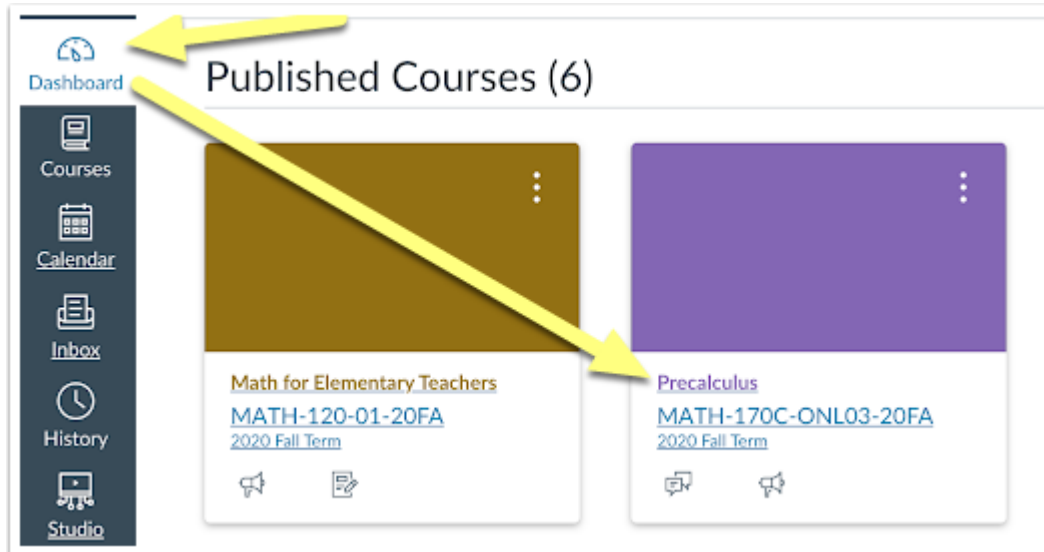 Dashboard
Published Courses (6)
Courses
Calendar
Inbox
History
Studio
Math for Elementary Teachers
MATH-120-01-20FA
2020 Fall Term
Precalculus
MATH-170C-ONL03-20FA
2020 Fall Term